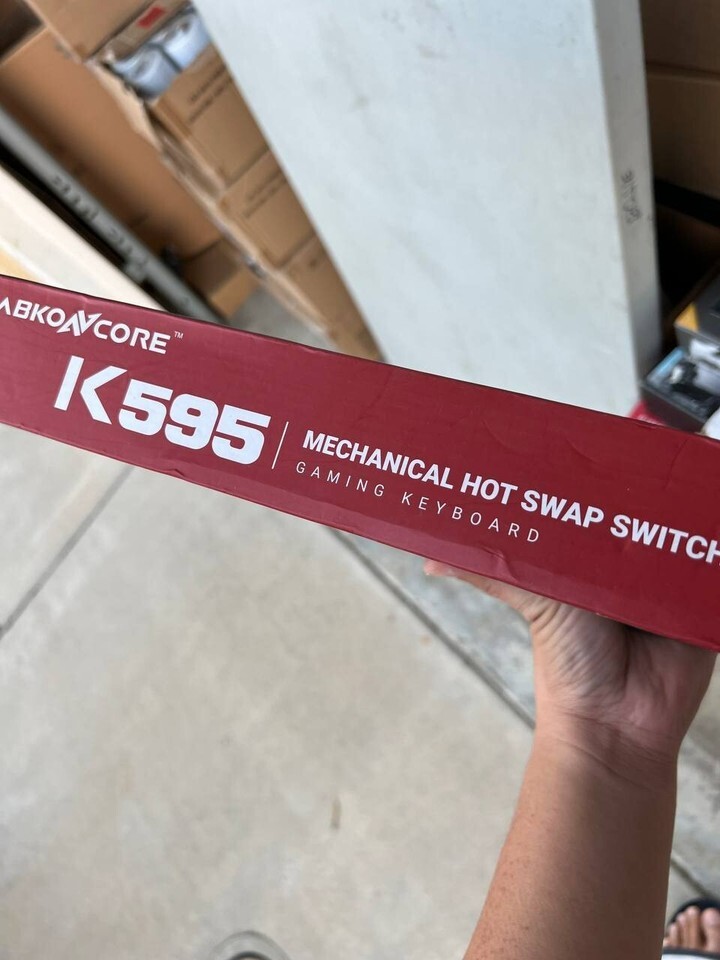 ABKONCORE™
K595
MECHANICAL HOT SWAP SWITCH
GAMING KEYBOARD